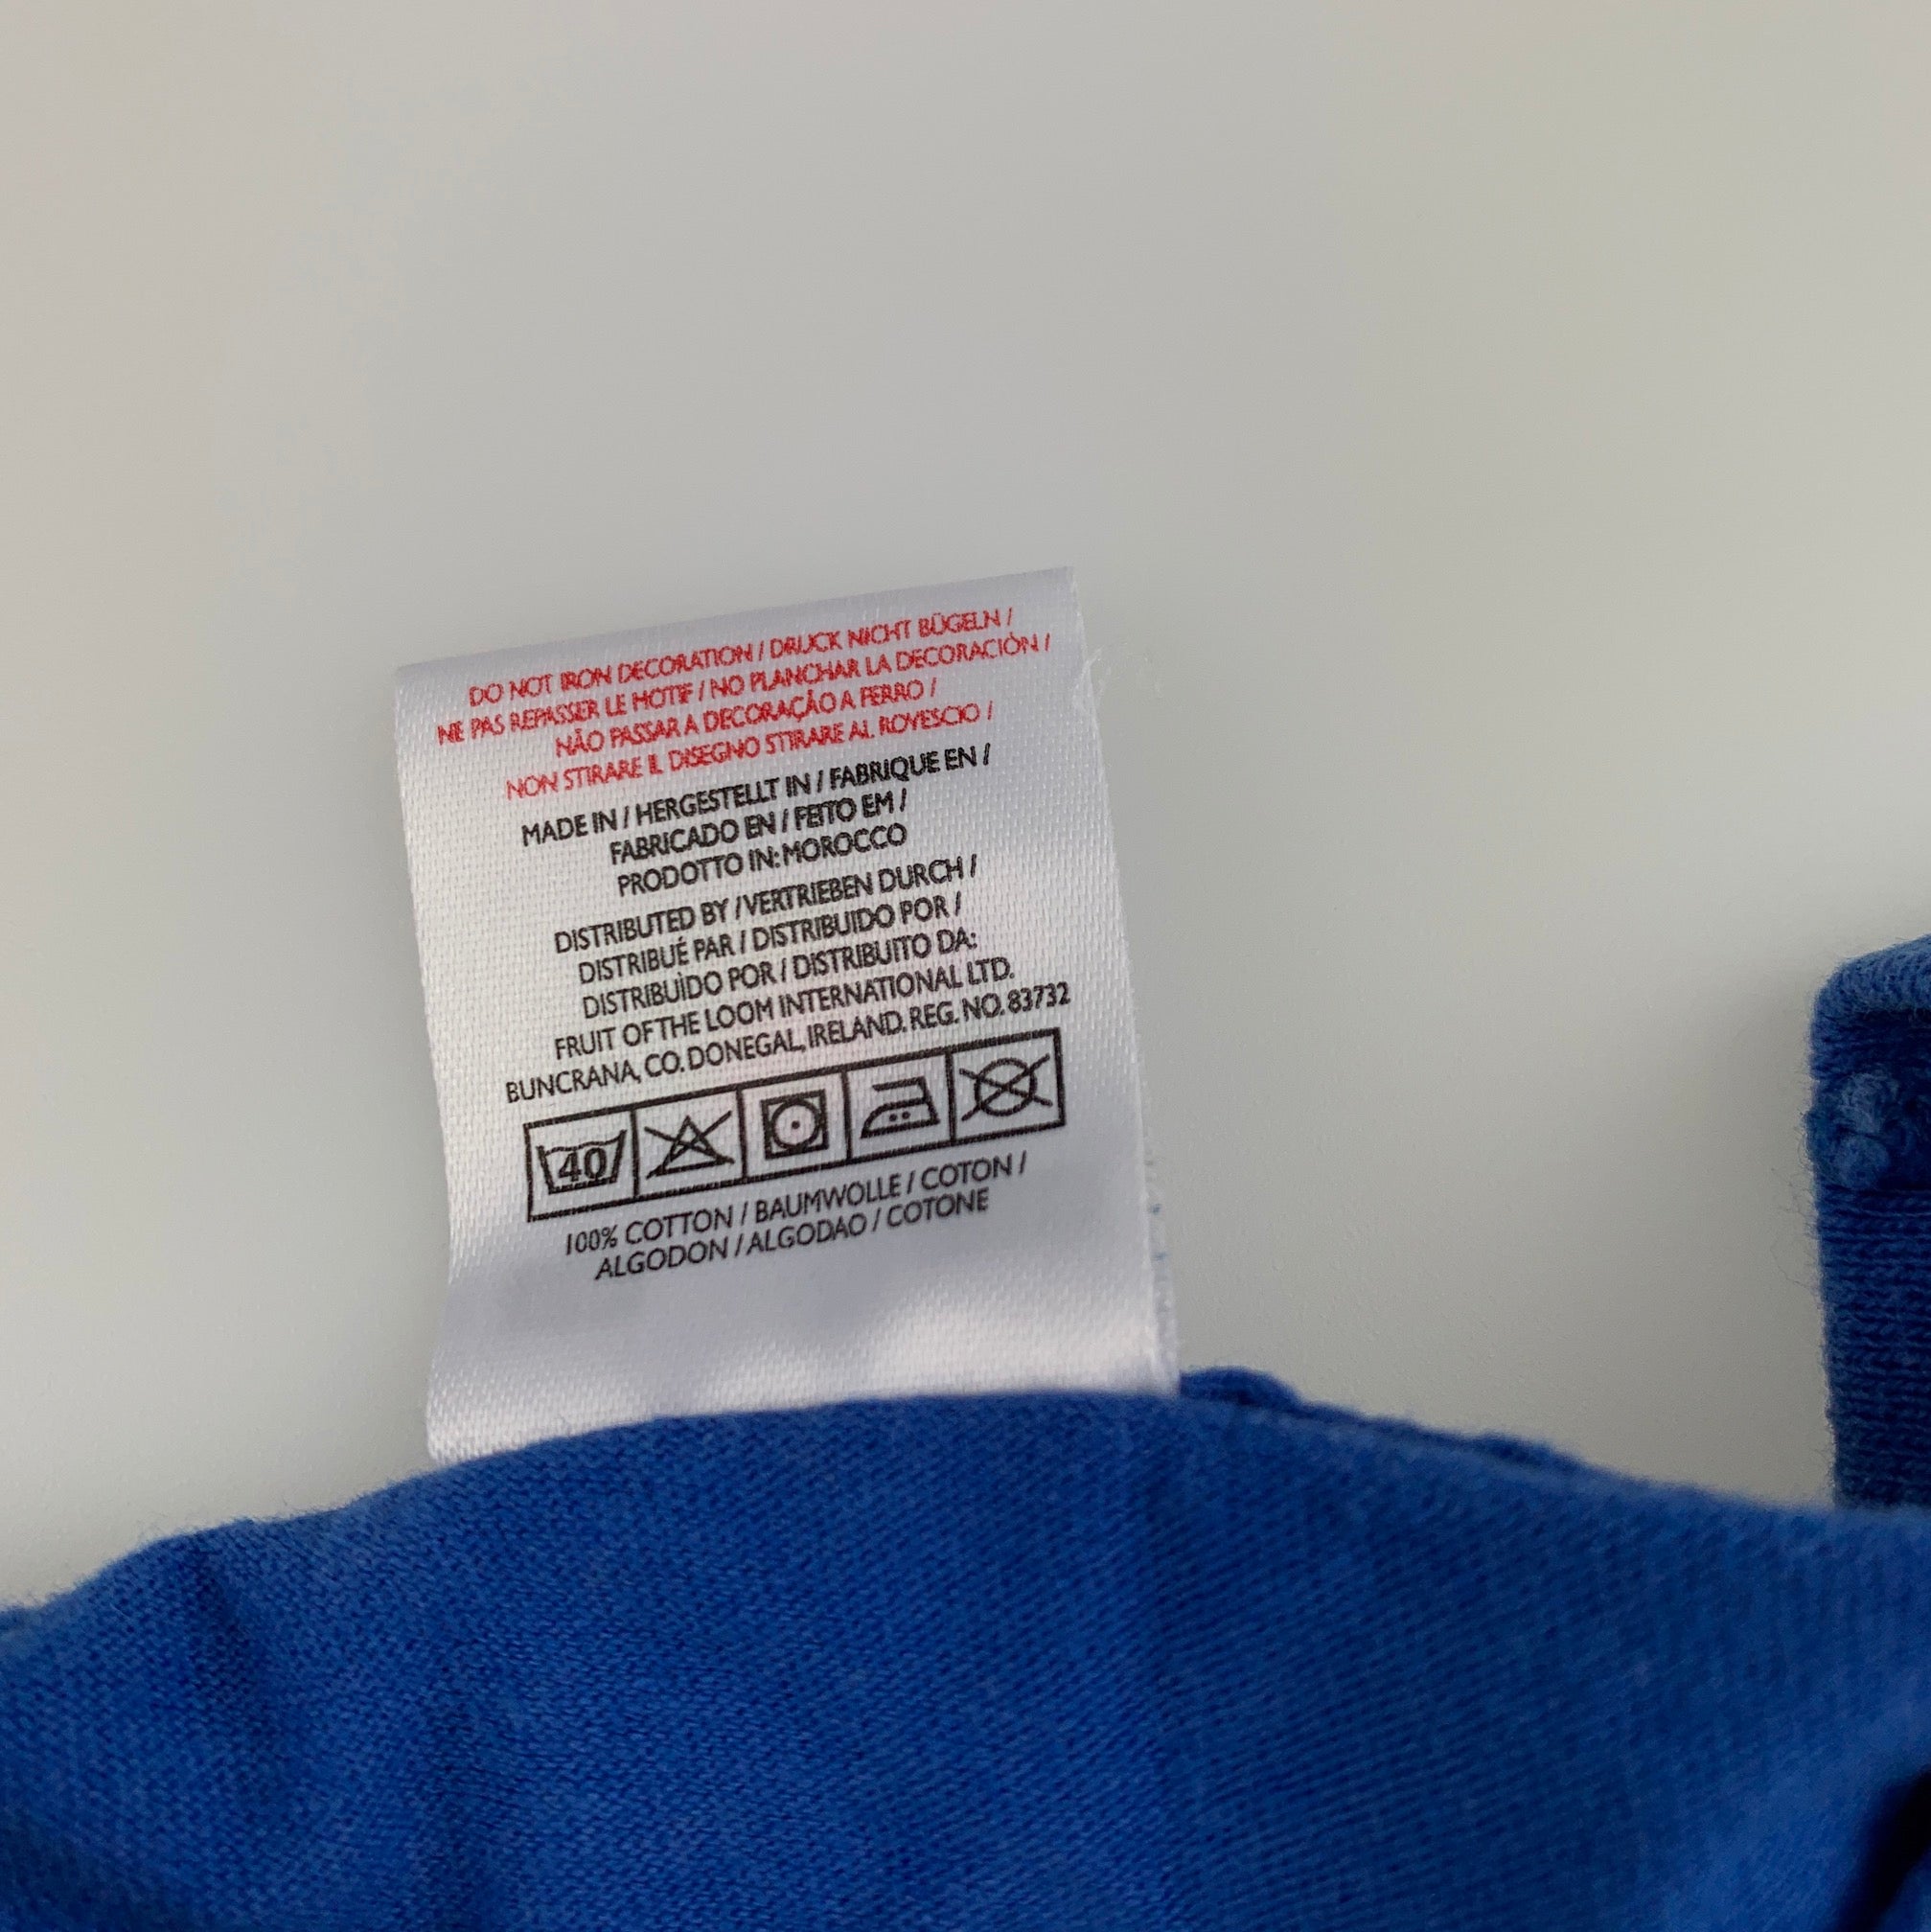 DO NOT IRON DECORATION / DRUCK NICHT BÜGELN /
NE PAS REPASSER LE MOTIF / NO PLANCHAR LA DECORACIÒN /
NÃO PASSAR A DECORAÇÃO A FERRO /
NON STIRARE IL DISEGNO STIRARE AL ROVESCIO /
MADE IN / HERGESTELLT IN / FABRIQUE EN /
FABRICADO EN / FEITO EM /
PRODOTTO IN: MOROCCO
DISTRIBUTED BY / VERTRIEBEN DURCH /
DISTRIBUÉ PAR / DISTRIBUIDO POR /
DISTRIBUÌDO POR / DISTRIBUITO DA:
FRUIT OF THE LOOM INTERNATIONAL LTD.
BUNCRANA, CO. DONEGAL, IRELAND. REG. NO. 83732
40
100% COTTON / BAUMWOLLE / COTON /
ALGODON / ALGODAO / COTONE